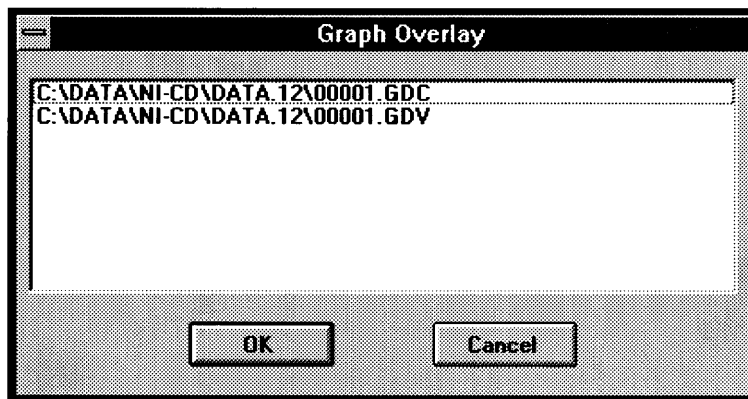 Graph Overlay
C:\DATA\NI-CD\DATA.12\00001.GDC
C:\DATA\NI-CD\DATA.12\00001.GDV
OK
Cancel